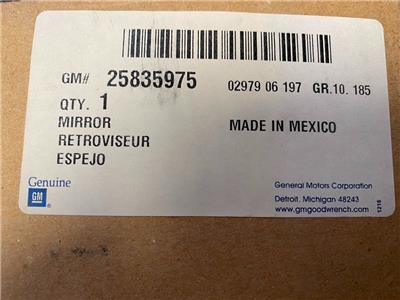 GM# 25835975 02979 06 197 GR.10. 185
QTY. 1
MIRROR MADE IN MEXICO
RETROVISEUR
ESPEJO
Genuine
GM
General Motors Corporation
Detroit, Michigan 48243
www.gmgoodwrench.com
1216